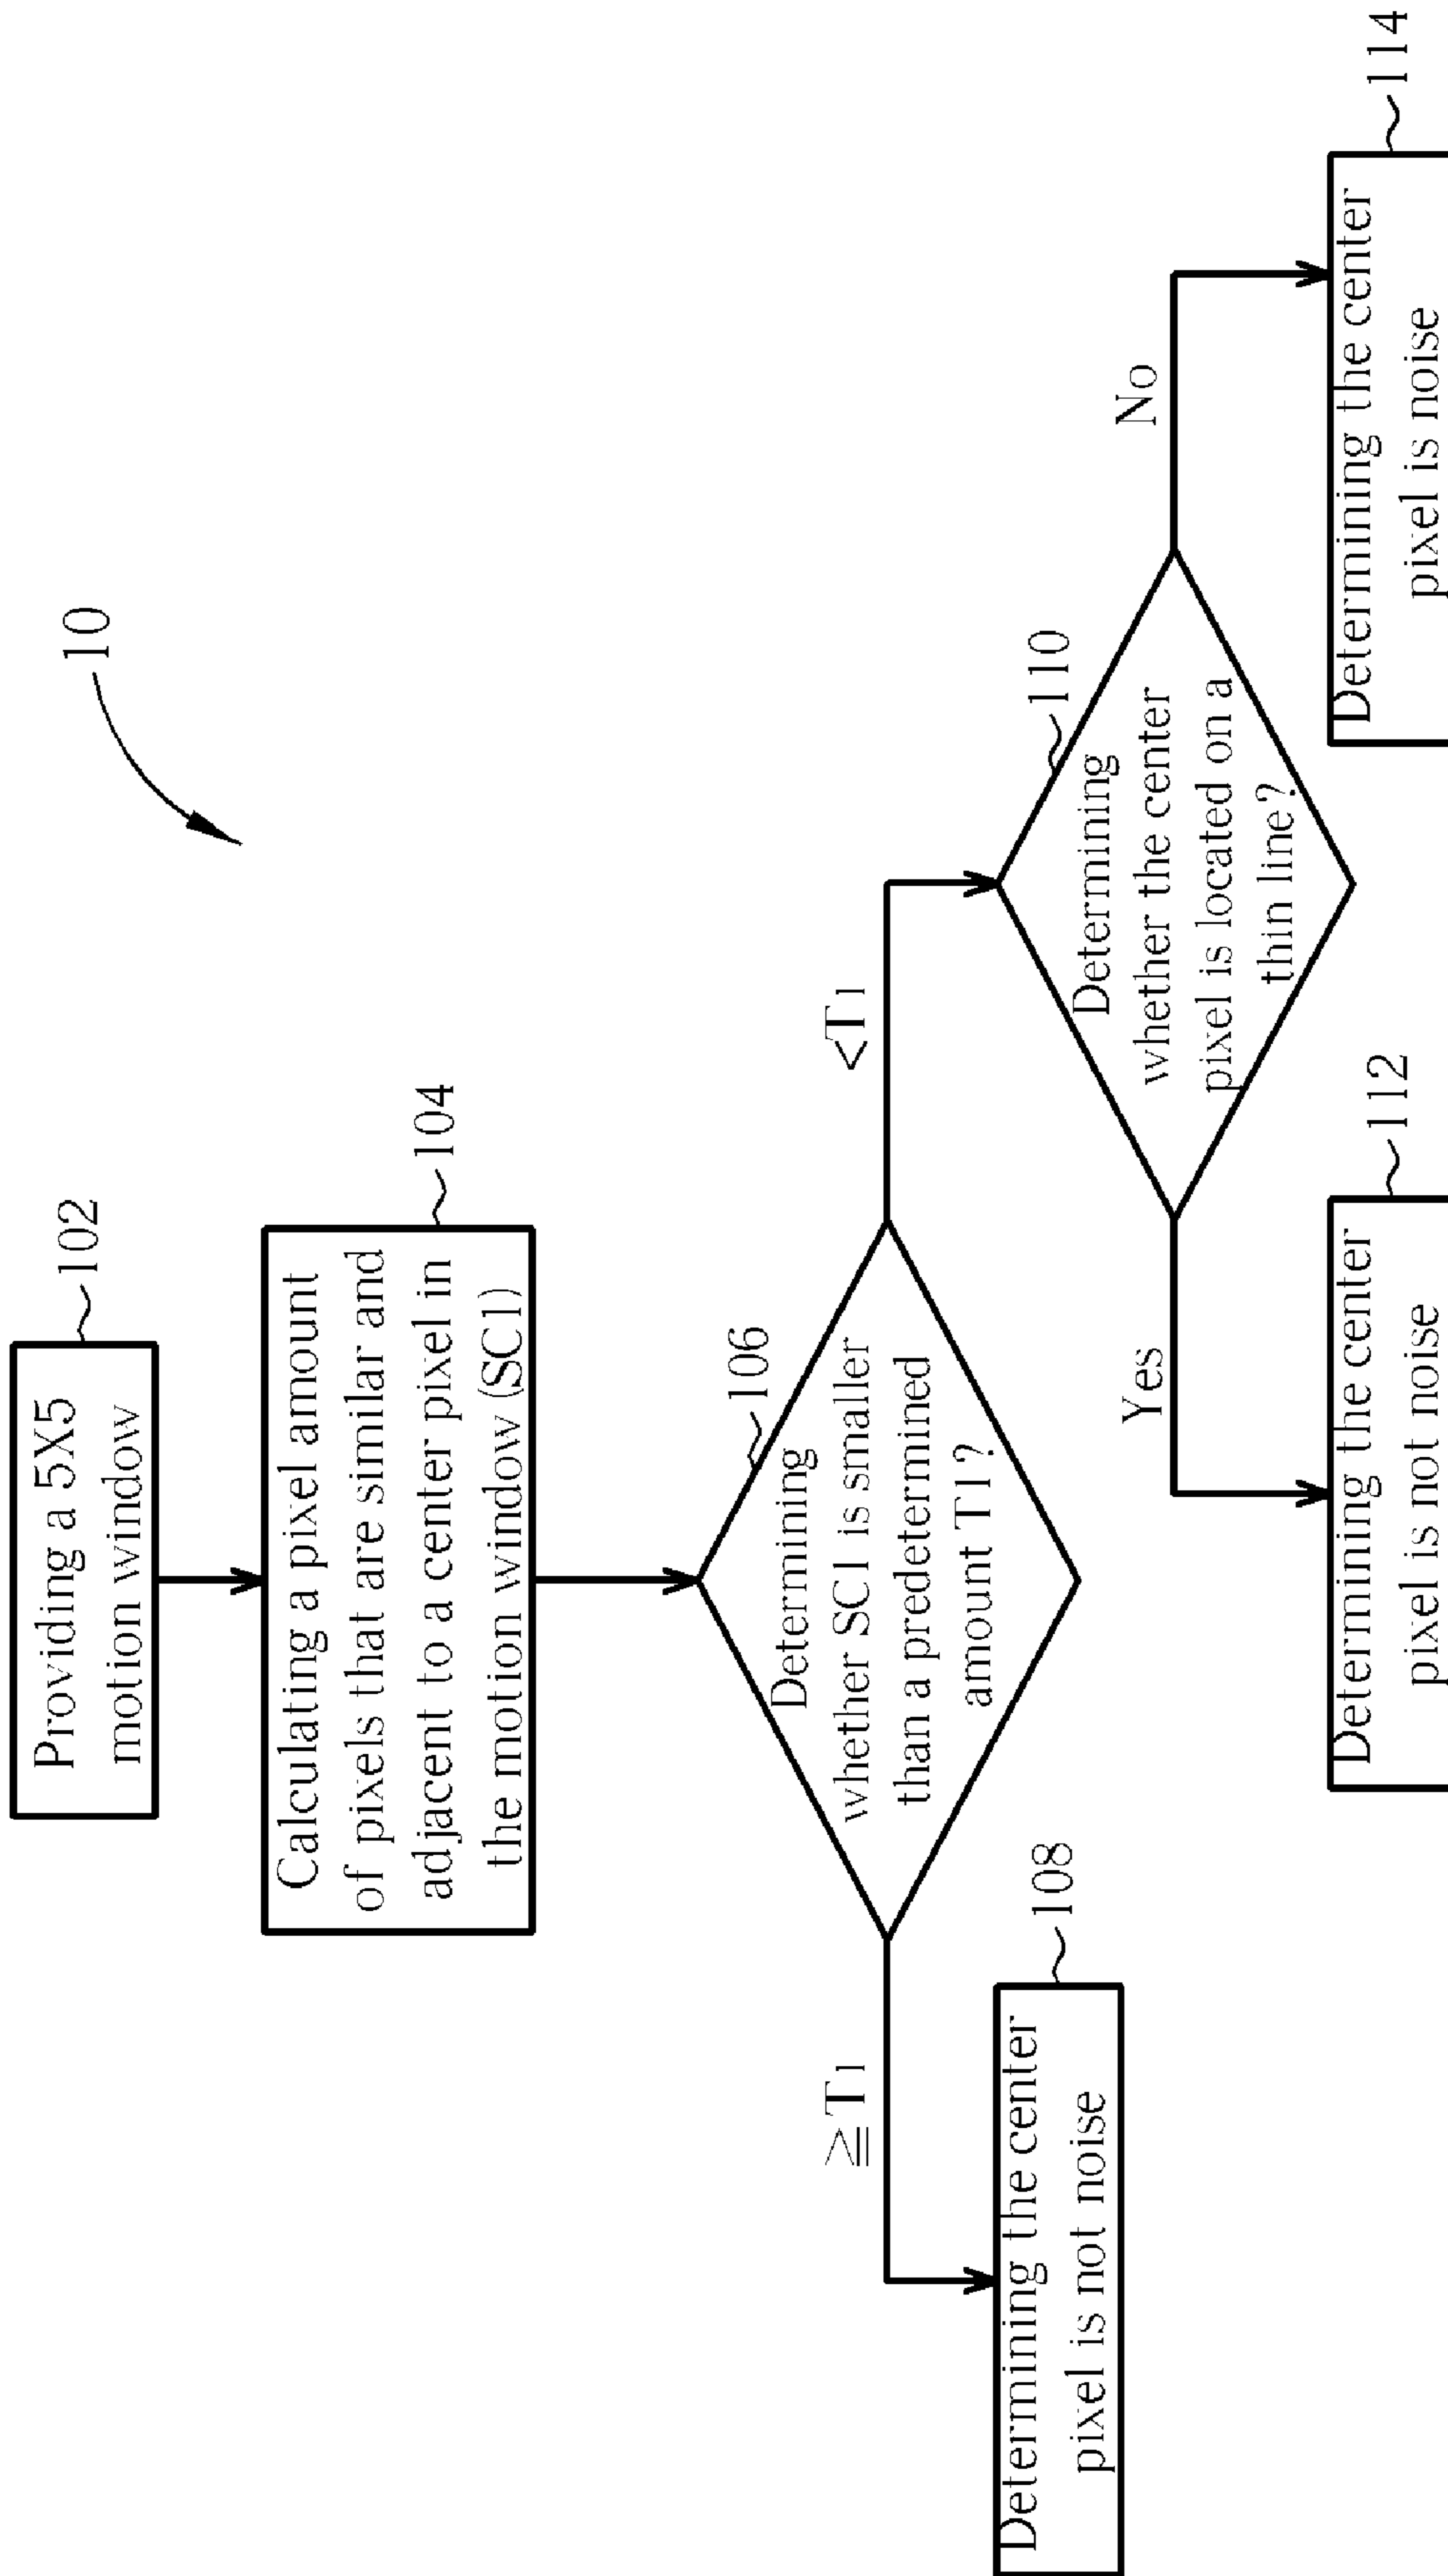 10
Providing a 5X5
motion window
102
Calculating a pixel amount
of pixels that are similar and
adjacent to a center pixel in
the motion window (SC1)
104
Determining
whether SC1 is smaller
than a predetermined
amount T1?
106
≧T1
<T1
Determining the center
pixel is not noise
108
Determining
whether the center
pixel is located on a
thin line?
110
Yes
No
Determining the center
pixel is not noise
112
Determining the center
pixel is noise
114